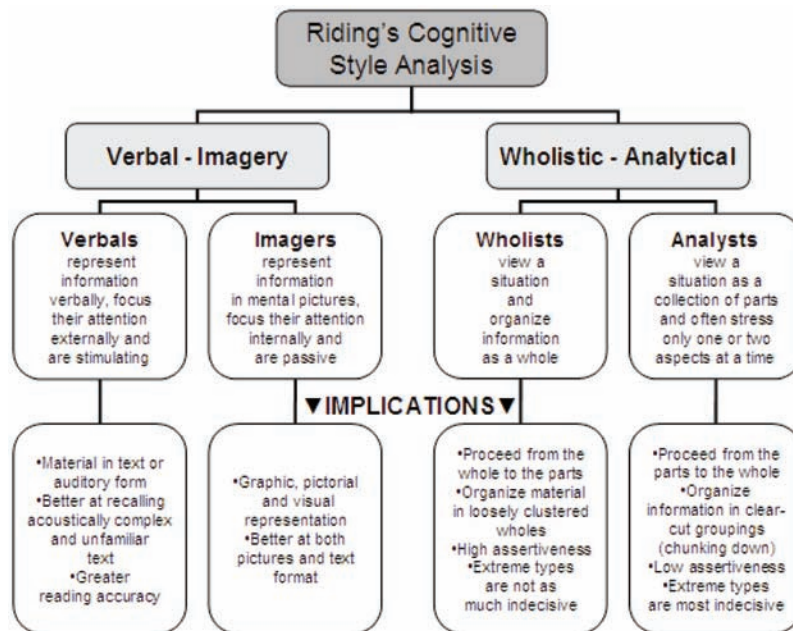 Riding's Cognitive
Style Analysis
Verbal - Imagery
Wholistic - Analytical
Verbals
represent
information
verbally, focus
their attention
externally and
are stimulating
Imagers
represent
information
in mental pictures,
focus their attention
internally and
are passive
Wholists
view a
situation
and
organize
information
as a whole
Analysts
view a
situation as a
collection of parts
and often stress
only one or two
aspects at a time
▼IMPLICATIONS▼
•Material in text or
auditory form
•Better at recalling
acoustically complex
and unfamiliar
text
•Greater
reading accuracy
•Graphic, pictorial
and visual
representation
•Better at both
pictures and text
format
•Proceed from the
whole to the parts
•Organize material
in loosely clustered
wholes
•High assertiveness
•Extreme types
are not as
much indecisive
•Proceed from the
parts to the whole
•Organize
information in clear-
cut groupings
(chunking down)
•Low assertiveness
•Extreme types
are most indecisive